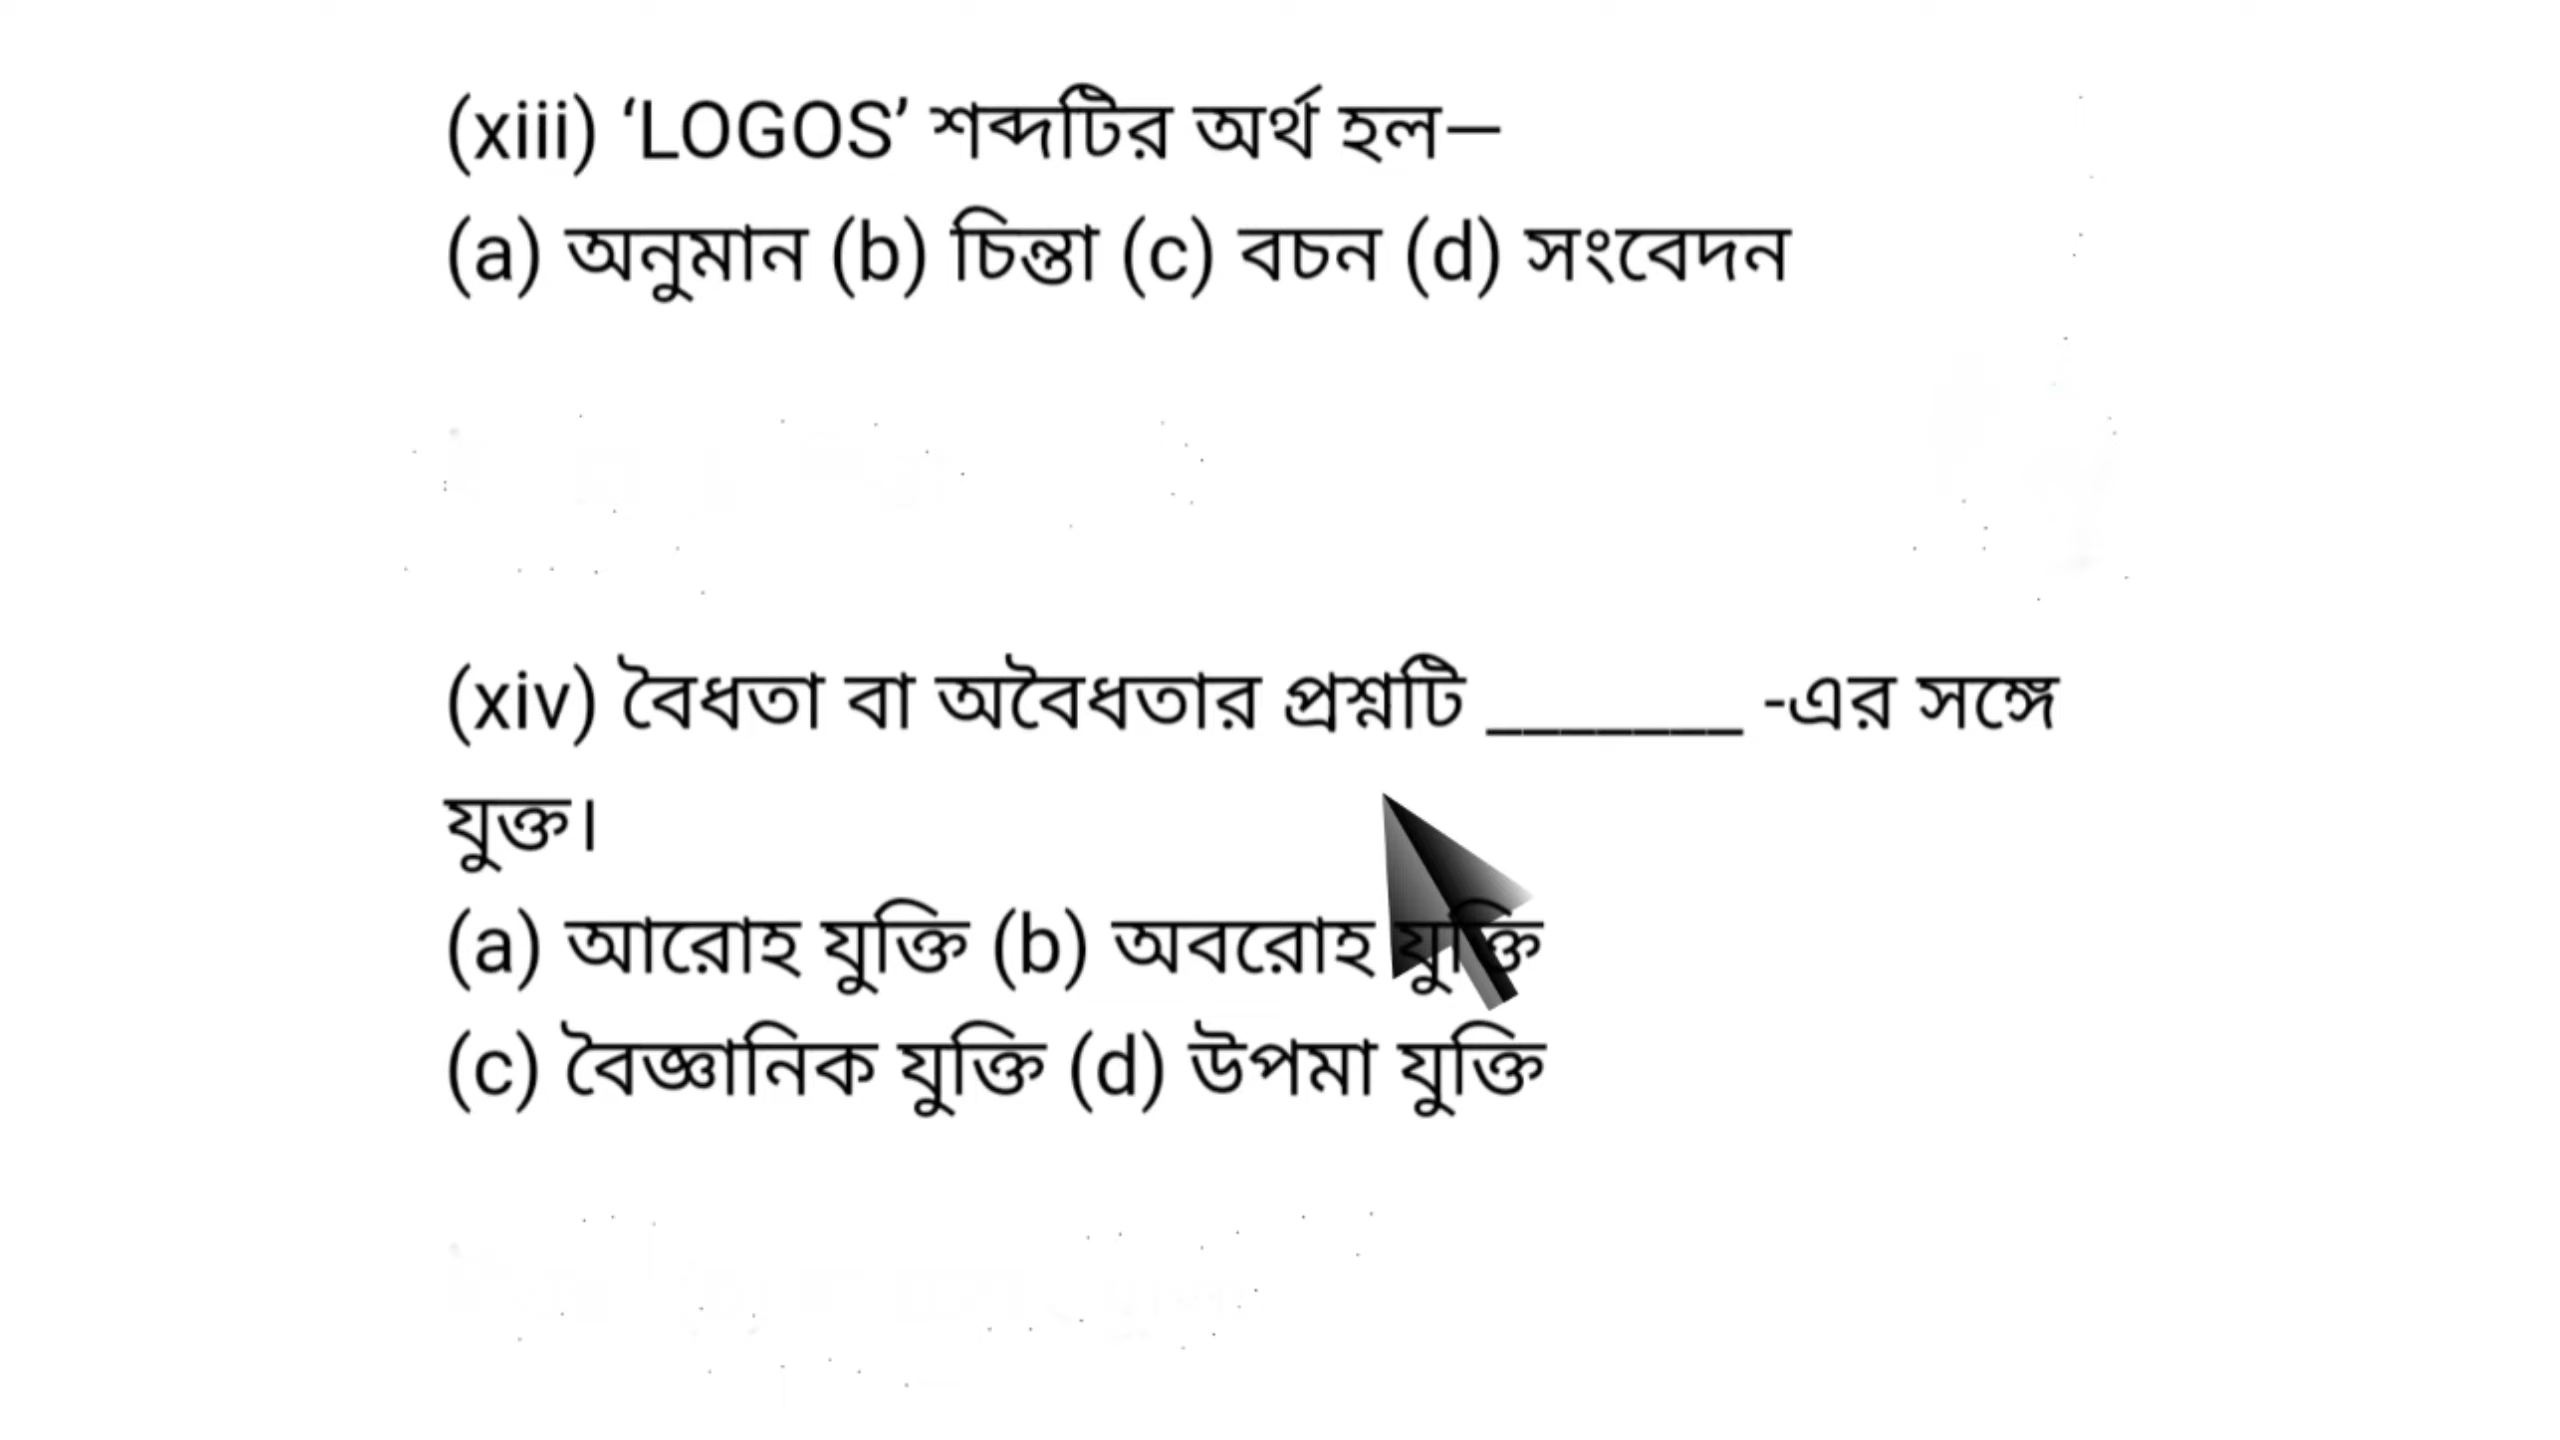 (xiii) ‘LOGOS’ শব্দটির অর্থ হল—
(a) অনুমান (b) চিন্তা (c) বচন (d) সংবেদন
(xiv) বৈধতা বা অবৈধতার প্রশ্নটি _______ -এর সঙ্গে
যুক্ত।
(a) আরোহ যুক্তি (b) অবরোহ যুক্তি
(c) বৈজ্ঞানিক যুক্তি (d) উপমা যুক্তি